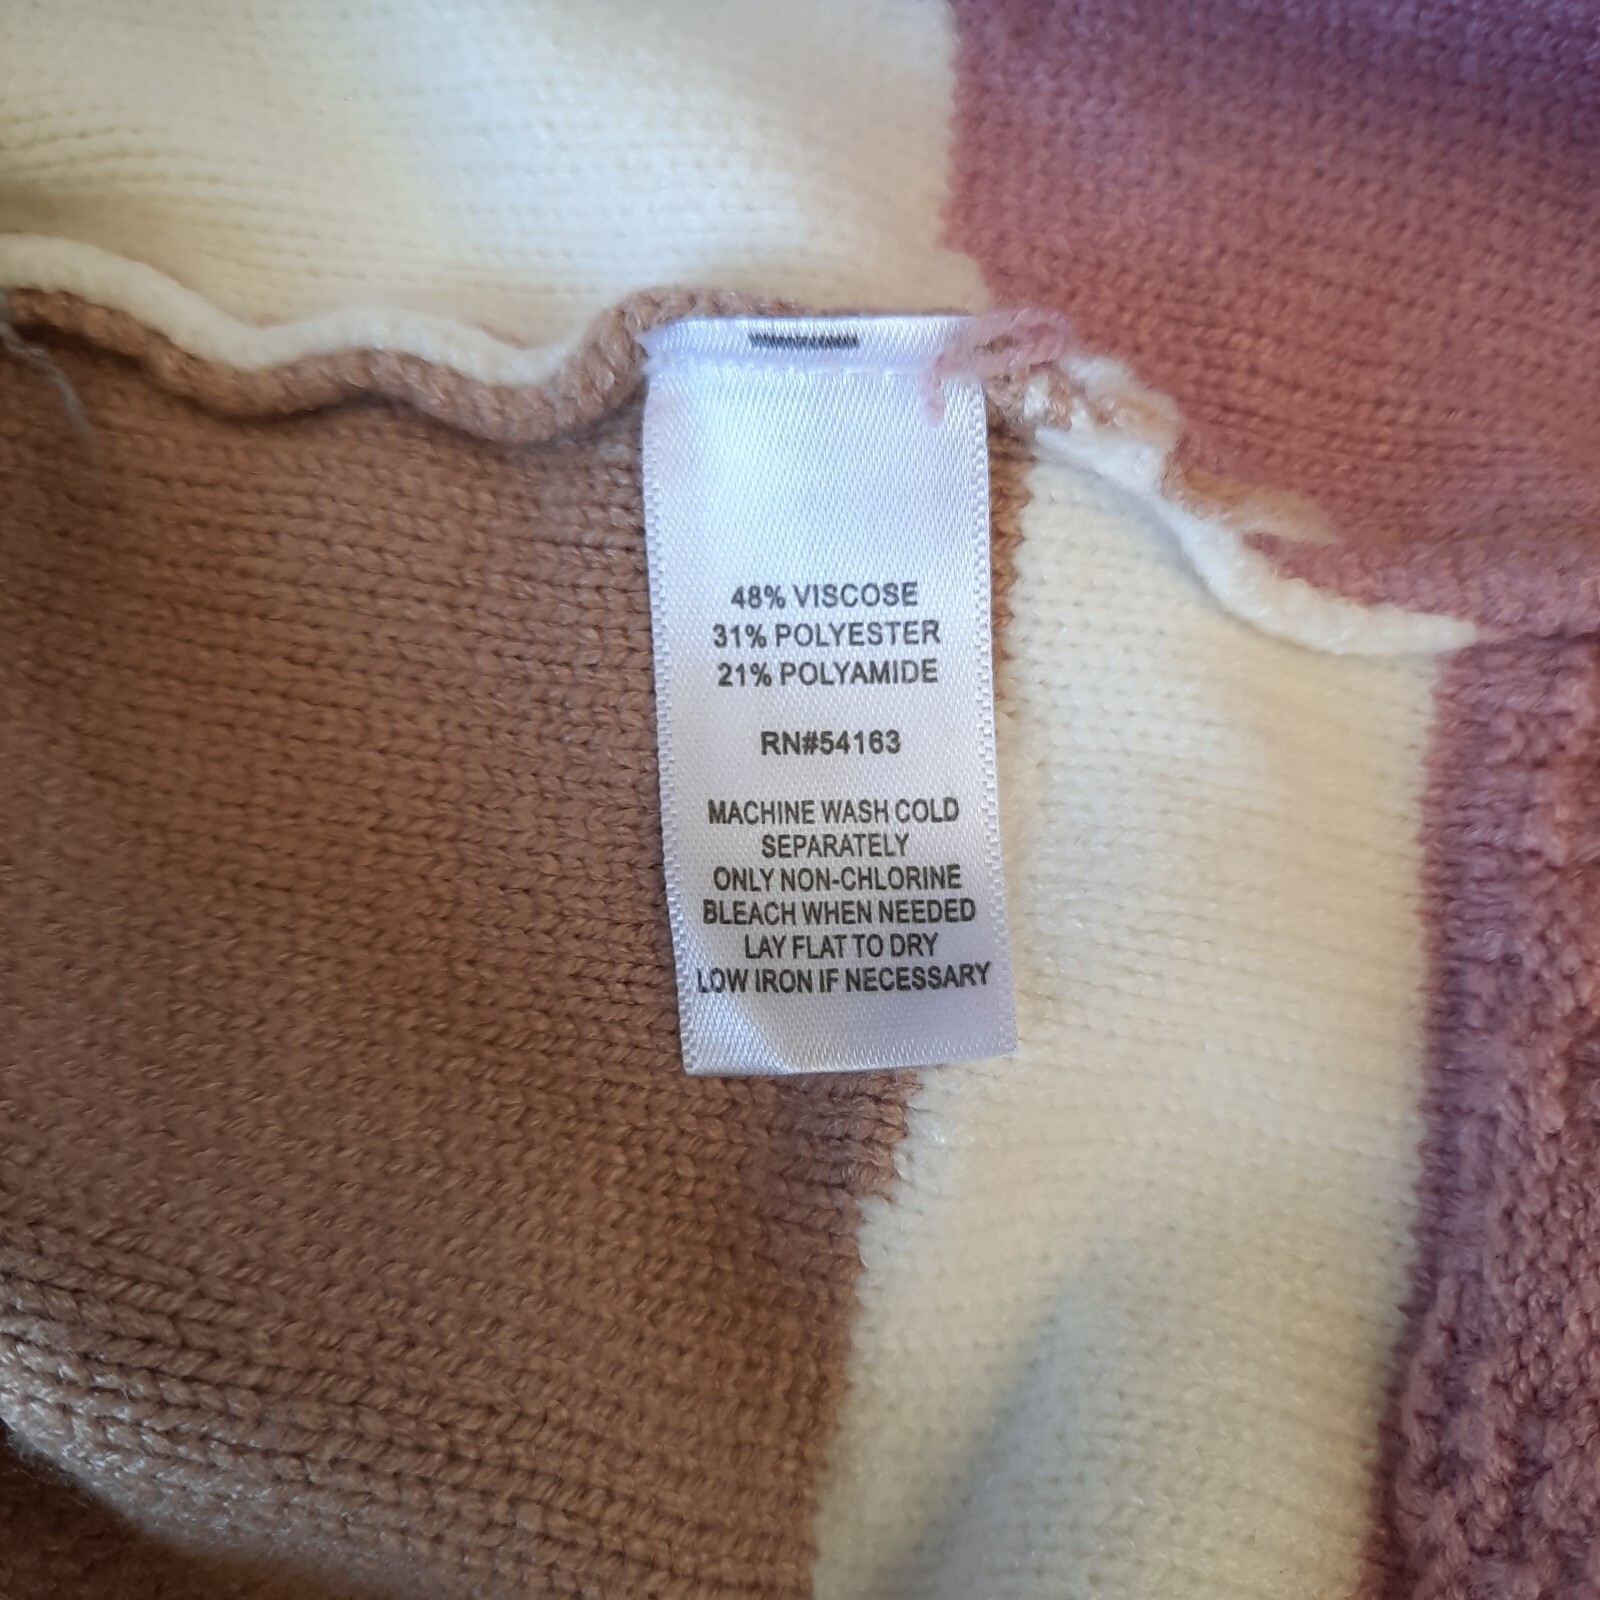 48% VISCOSE
31% POLYESTER
21% POLYAMIDE
RN#54163
MACHINE WASH COLD
SEPARATELY
ONLY NON-CHLORINE
BLEACH WHEN NEEDED
LAY FLAT TO DRY
LOW IRON IF NECESSARY